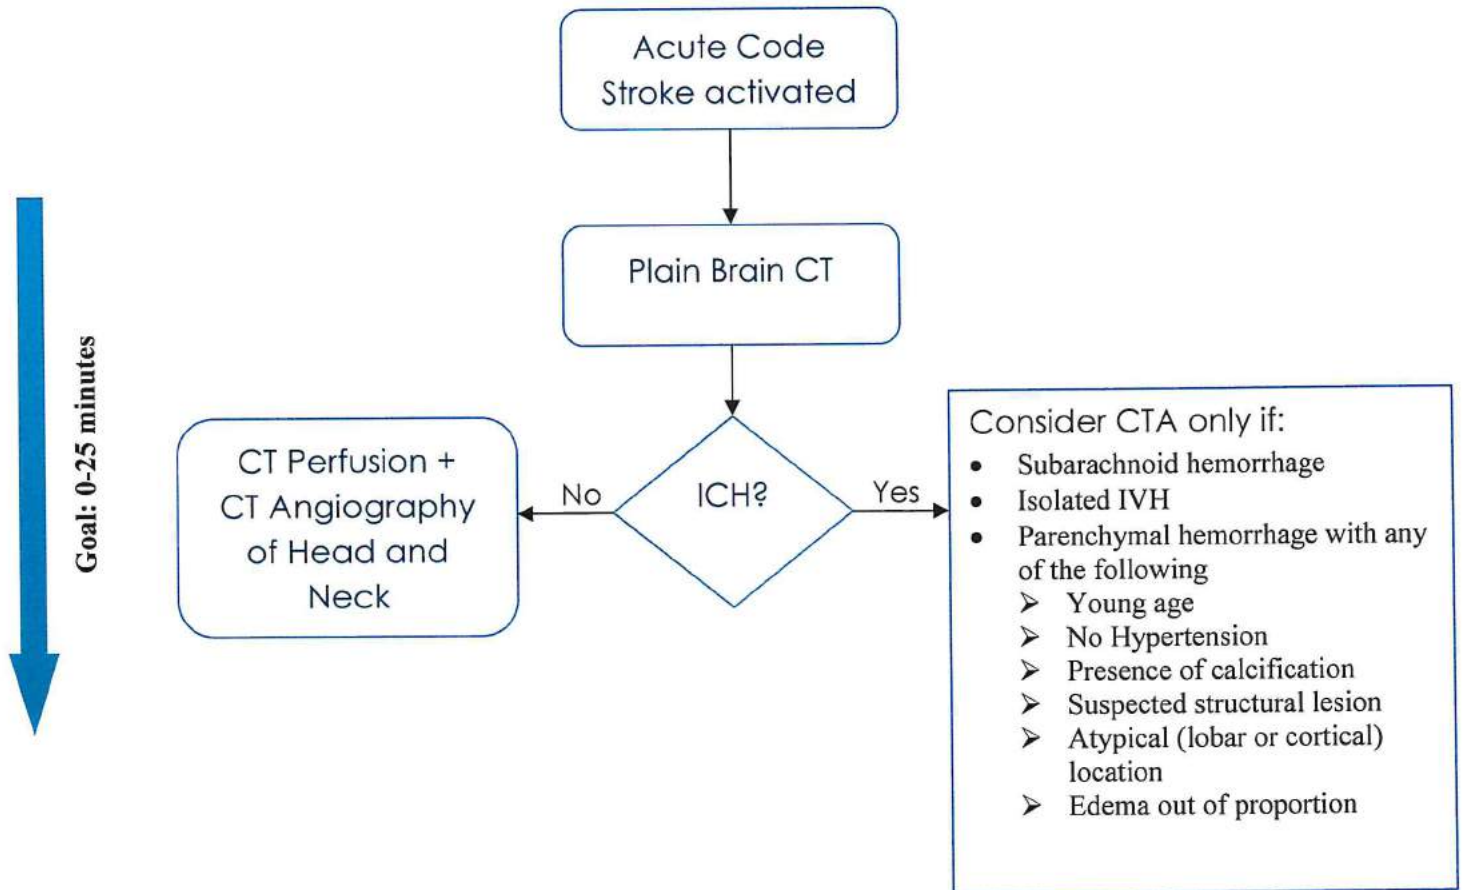 Acute Code
Stroke activated
Plain Brain CT
Goal: 0-25 minutes
CT Perfusion +
CT Angiography
of Head and
Neck
No
ICH?
Yes
Consider CTA only if:
• Subarachnoid hemorrhage
• Isolated IVH
• Parenchymal hemorrhage with any
of the following
➢ Young age
➢ No Hypertension
➢ Presence of calcification
➢ Suspected structural lesion
➢ Atypical (lobar or cortical)
location
➢ Edema out of proportion